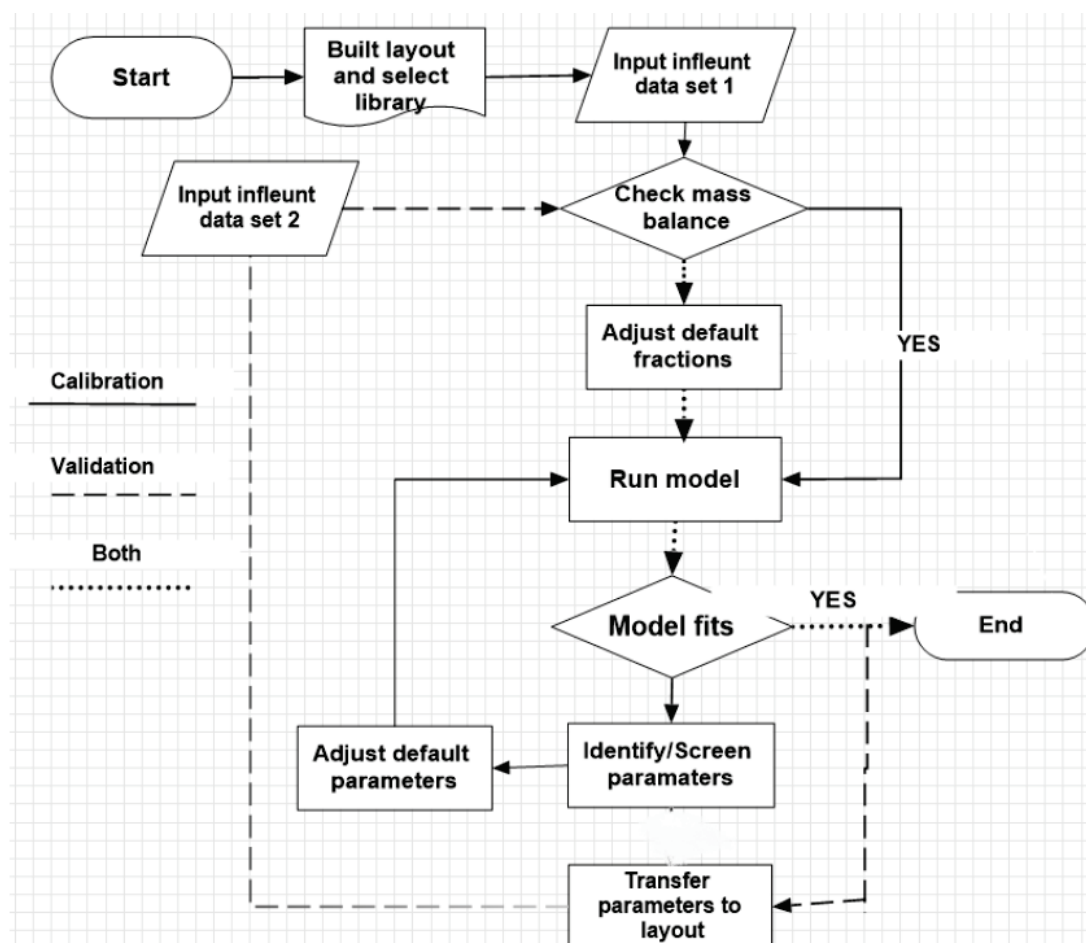 Start
Built layout
and select
library
Input infleunt
data set 1
Input infleunt
data set 2
Check mass
balance
Adjust default
fractions
YES
Calibration
Validation
Both
Run model
Model fits
YES
End
Adjust default
parameters
Identify/Screen
paramaters
Transfer
parameters to
layout